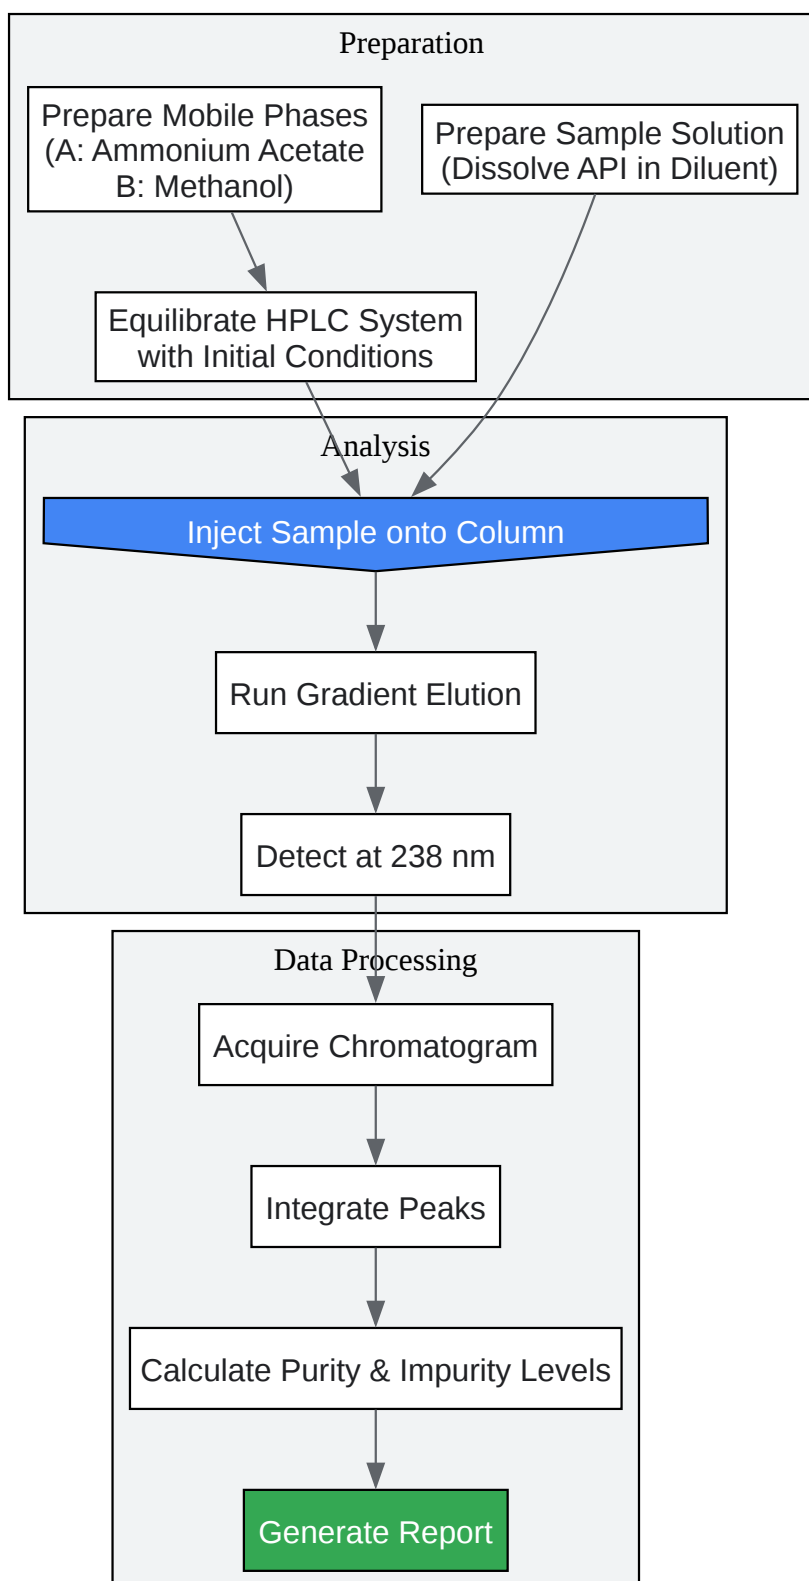 Preparation
Prepare Mobile Phases
(A: Ammonium Acetate
B: Methanol)
Prepare Sample Solution
(Dissolve API in Diluent)
Equilibrate HPLC System
with Initial Conditions
Analysis
Inject Sample onto Column
Run Gradient Elution
Detect at 238 nm
Data Processing
Acquire Chromatogram
Integrate Peaks
Calculate Purity & Impurity Levels
Generate Report